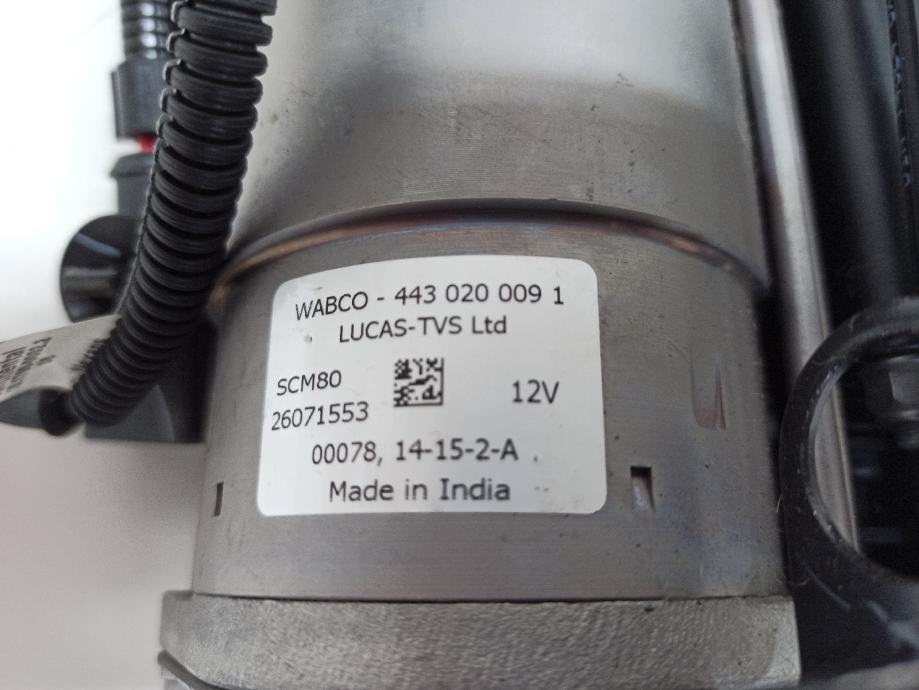 WABCO - 443 020 009 1
LUCAS-TVS Ltd
SCM80
12V
26071553
00078, 14-15-2-A .
Made in India